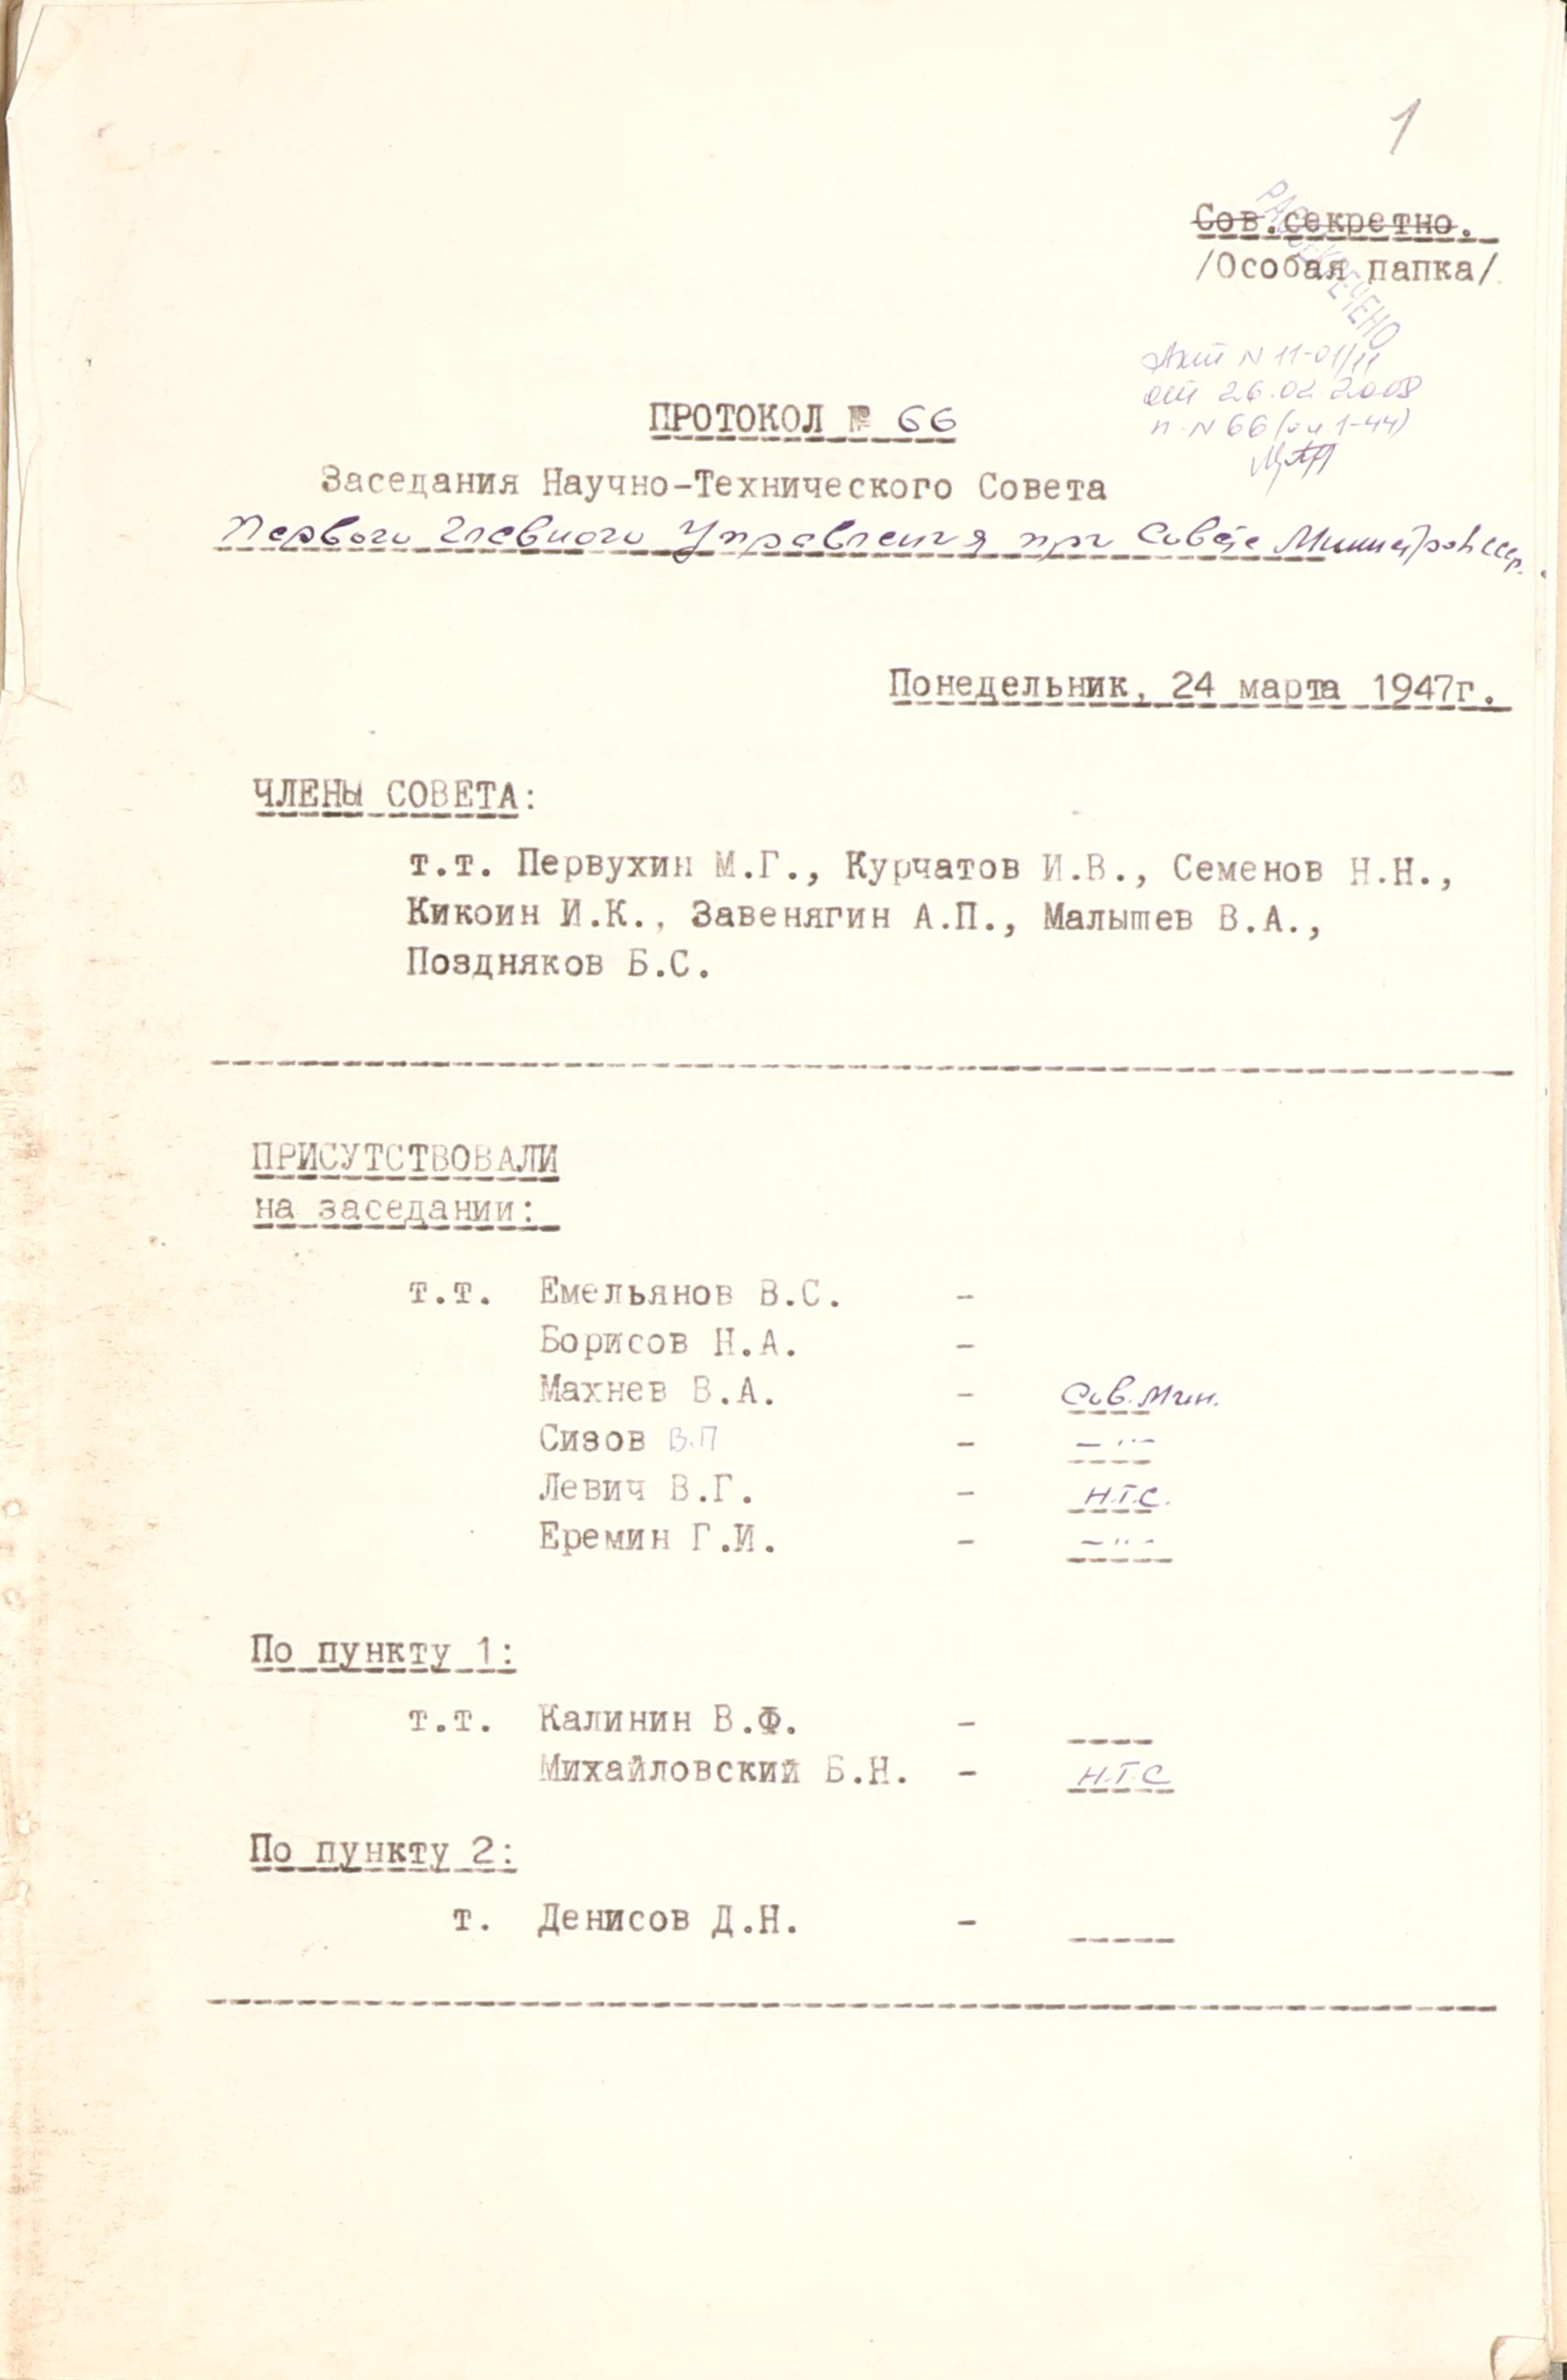 1
Сов.секретно.
/Особая папка/
РАССЕКРЕЧЕНО
Акт N 11-01/11
от 26.02 2008
п. N 66 ( 1-44)
ПРОТОКОЛ № 66
Заседания Научно-Технического Совета
Первого Главного Управления при Совете Министров ССР.
Понедельник, 24 марта 1947г.
ЧЛЕНЫ СОВЕТА:
т.т. Первухин М.Г., Курчатов И.В., Семенов Н.Н.,
Кикоин И.К., Завенягин А.П., Малышев В.А.,
Поздняков Б.С.
ПРИСУТСТВОВАЛИ
на заседании:
т.т. Емельянов В.С. -
Борисов Н.А. -
Махнев В.А. - Сов. Мин.
Сизов В.П - -"-
Левич В.Г. - Н.Т.С.
Еремин Г.И. - -"-
По пункту 1:
т.т. Калинин В.Ф. -
Михайловский Б.Н. - Н.Т.С
По пункту 2:
т. Денисов Д.Н. -